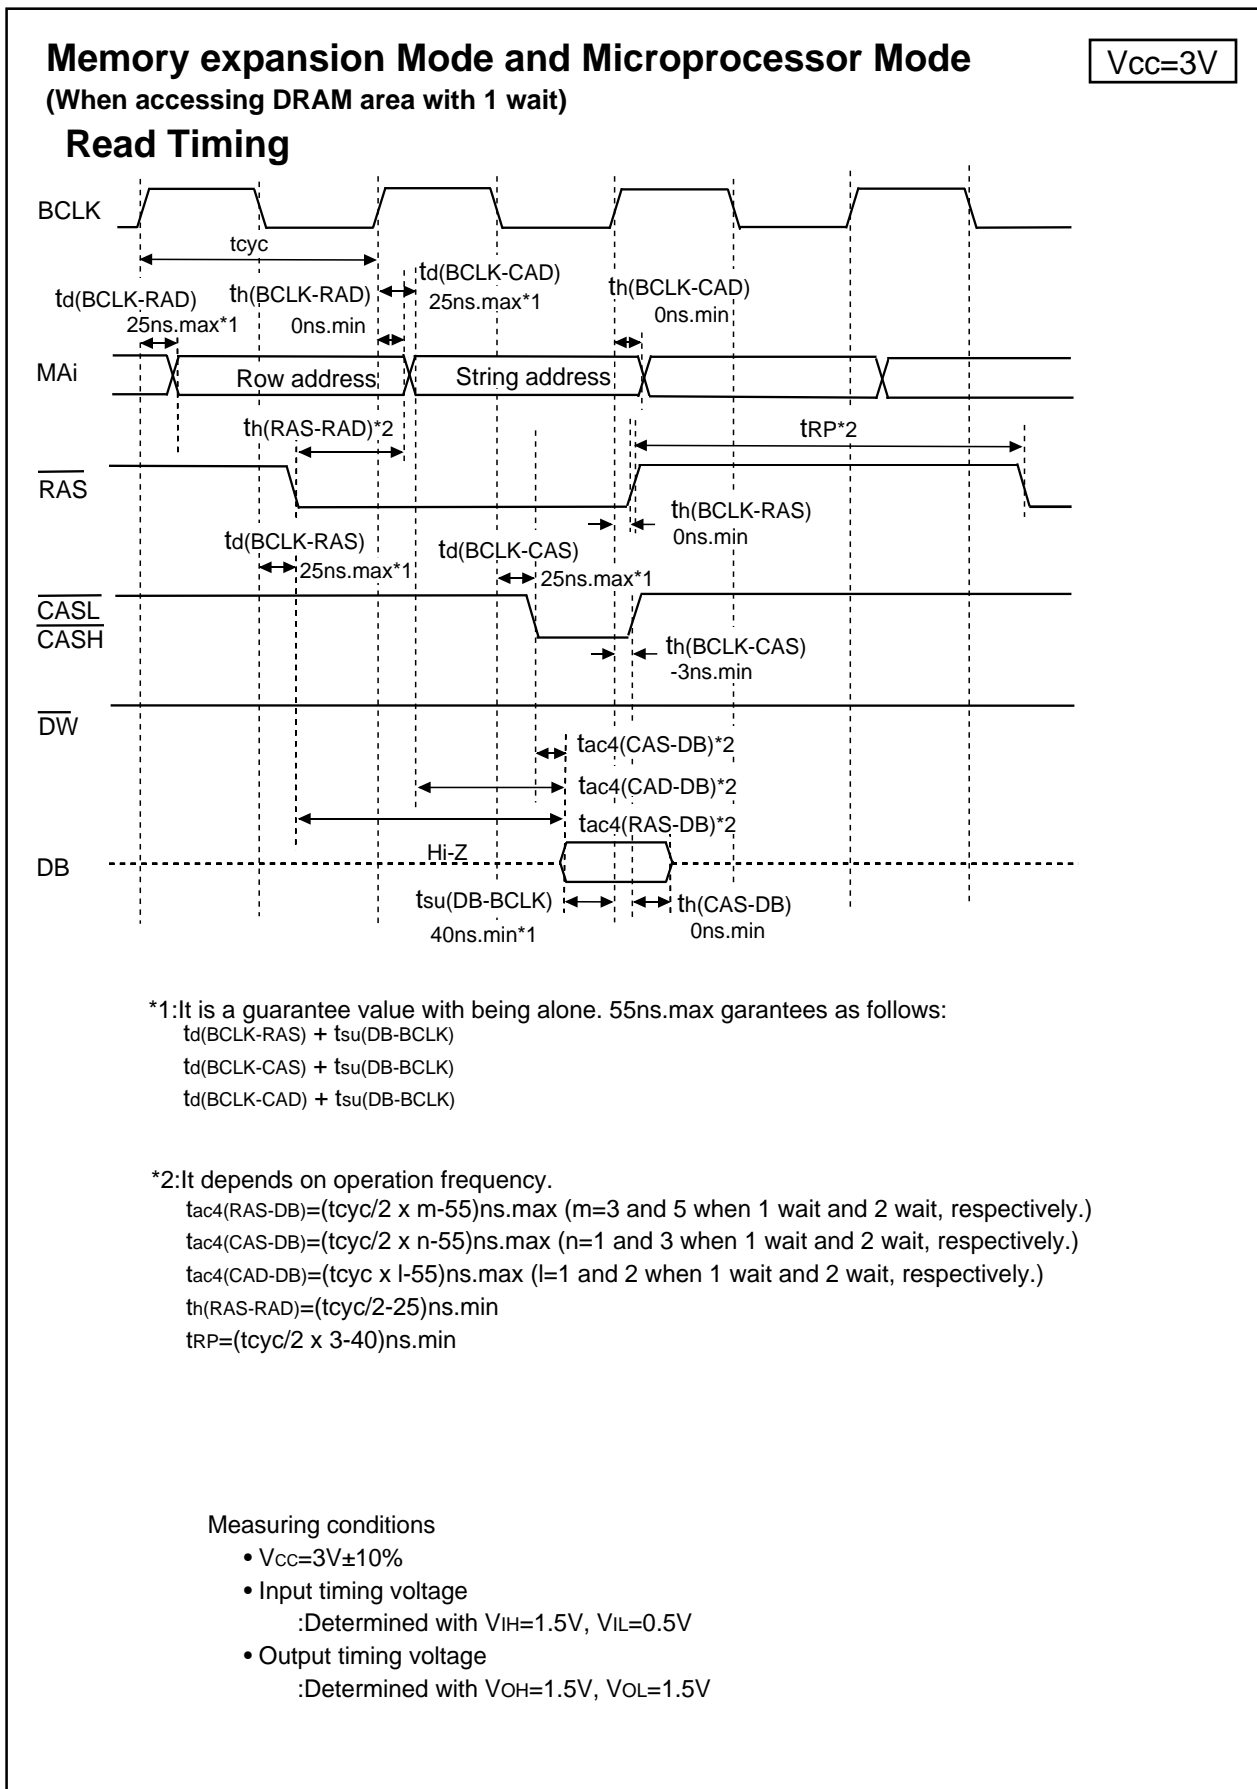 Memory expansion Mode and Microprocessor Mode
Vcc=3V
(When accessing DRAM area with 1 wait)
Read Timing
BCLK
tcyc
td(BCLK-RAD)
25ns.max*1
th(BCLK-RAD)
0ns.min
td(BCLK-CAD)
25ns.max*1
th(BCLK-CAD)
0ns.min
MAi
Row address
String address
th(RAS-RAD)*2
tRP*2
RAS
td(BCLK-RAS)
25ns.max*1
td(BCLK-CAS)
25ns.max*1
th(BCLK-RAS)
0ns.min
CASL
CASH
th(BCLK-CAS)
-3ns.min
DW
tac4(CAS-DB)*2
tac4(CAD-DB)*2
tac4(RAS-DB)*2
Hi-Z
DB
tsu(DB-BCLK)
40ns.min*1
th(CAS-DB)
0ns.min
*1:It is a guarantee value with being alone. 55ns.max garantees as follows:
td(BCLK-RAS) + tsu(DB-BCLK)
td(BCLK-CAS) + tsu(DB-BCLK)
td(BCLK-CAD) + tsu(DB-BCLK)
*2:It depends on operation frequency.
tac4(RAS-DB)=(tcyc/2 x m-55)ns.max (m=3 and 5 when 1 wait and 2 wait, respectively.)
tac4(CAS-DB)=(tcyc/2 x n-55)ns.max (n=1 and 3 when 1 wait and 2 wait, respectively.)
tac4(CAD-DB)=(tcyc x l-55)ns.max (l=1 and 2 when 1 wait and 2 wait, respectively.)
th(RAS-RAD)=(tcyc/2-25)ns.min
tRP=(tcyc/2 x 3-40)ns.min
Measuring conditions
• VCC=3V±10%
• Input timing voltage
:Determined with VIH=1.5V, VIL=0.5V
• Output timing voltage
:Determined with VOH=1.5V, VOL=1.5V